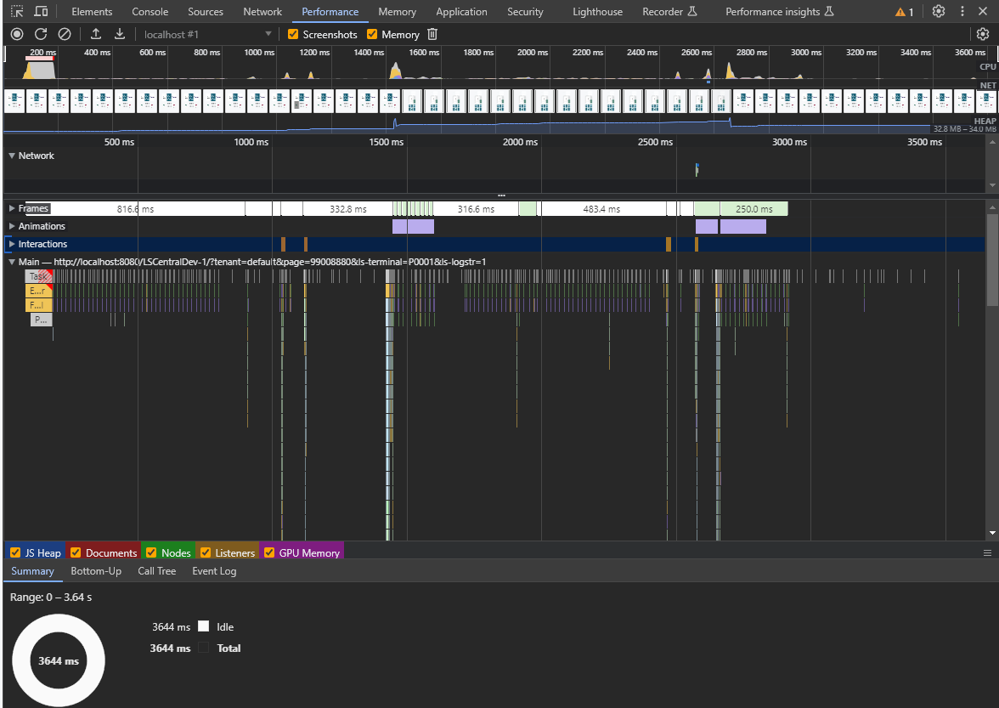 Elements Console Sources Network Performance Memory Application Security Lighthouse Recorder Performance insights 1
localhost #1 Screenshots Memory
200 ms 400 ms 600 ms 800 ms 1000 ms 1200 ms 1400 ms 1600 ms 1800 ms 2000 ms 2200 ms 2400 ms 2600 ms 2800 ms 3000 ms 3200 ms 3400 ms 3600 ms
CPU
NET
HEAP
32.8 MB – 34.0 MB
500 ms 1000 ms 1500 ms 2000 ms 2500 ms 3000 ms 3500 ms
Network
Frames 816.6 ms 332.8 ms 316.6 ms 483.4 ms 250.0 ms
Animations
Interactions
Main — http://localhost:8080/LSCentralDev-1/?tenant=default&page=99008880&ls-terminal=P0001&ls-logstr=1
Task
E...r
F...l
P...
JS Heap Documents Nodes Listeners GPU Memory
Summary Bottom-Up Call Tree Event Log
Range: 0 – 3.64 s
3644 ms Idle
3644 ms Total
3644 ms